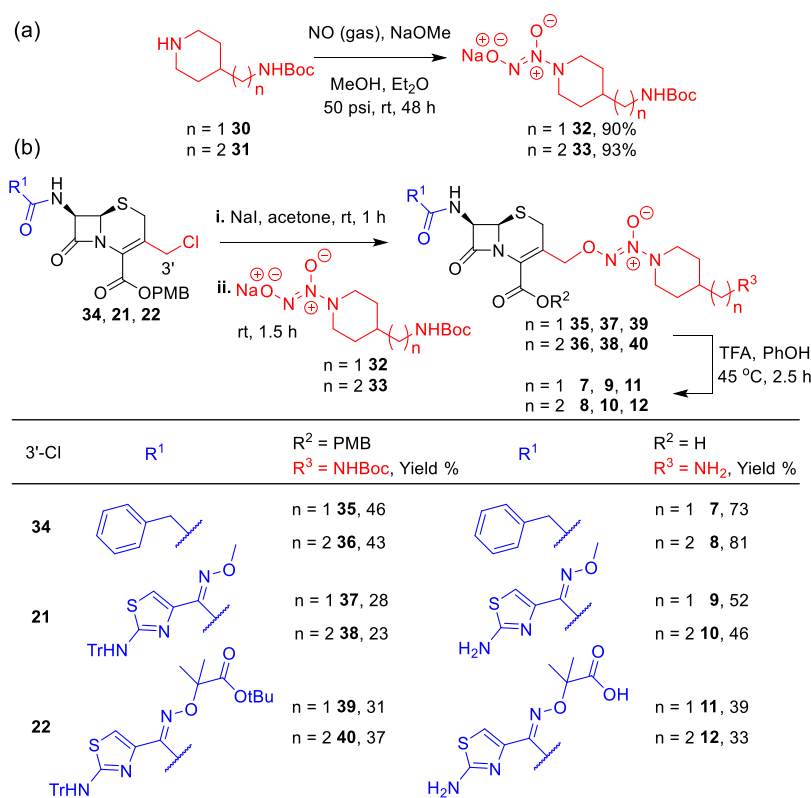 (a)
HN
NHBoc
n
n = 1 30
n = 2 31
NO (gas), NaOMe
MeOH, Et2O
50 psi, rt, 48 h
NaO
⊕ ⊖
N
N
⊕
O
⊖
N
NHBoc
n
n = 1 32, 90%
n = 2 33, 93%
(b)
R1
H
N
S
O
N
O
Cl
3'
O
OPMB
34, 21, 22
i. NaI, acetone, rt, 1 h
ii.
NaO
⊕ ⊖
N
N
⊕
O
⊖
N
NHBoc
n
rt, 1.5 h
n = 1 32
n = 2 33
R1
H
N
S
O
N
O
O
OR2
O
N
N
⊕
O
⊖
N
R3
n
n = 1 35, 37, 39
n = 2 36, 38, 40
TFA, PhOH
45 °C, 2.5 h
n = 1 7, 9, 11
n = 2 8, 10, 12
3'-Cl
R1
R2 = PMB
R3 = NHBoc, Yield %
R1
R2 = H
R3 = NH2, Yield %
34
n = 1 35, 46
n = 2 36, 43
n = 1 7, 73
n = 2 8, 81
21
N
O
S
N
TrHN
n = 1 37, 28
n = 2 38, 23
N
O
S
N
H2N
n = 1 9, 52
n = 2 10, 46
22
O
OtBu
N
O
S
N
TrHN
n = 1 39, 31
n = 2 40, 37
O
OH
N
O
S
N
H2N
n = 1 11, 39
n = 2 12, 33